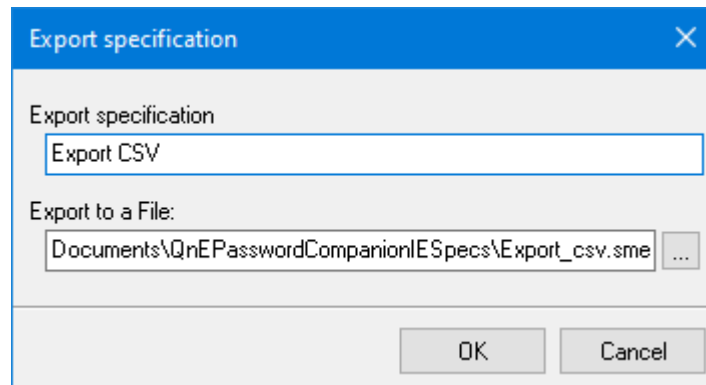 Export specification
Export specification
Export CSV
Export to a File:
Documents\QnEPasswordCompanionIESpecs\Export_csv.sme
...
OK Cancel